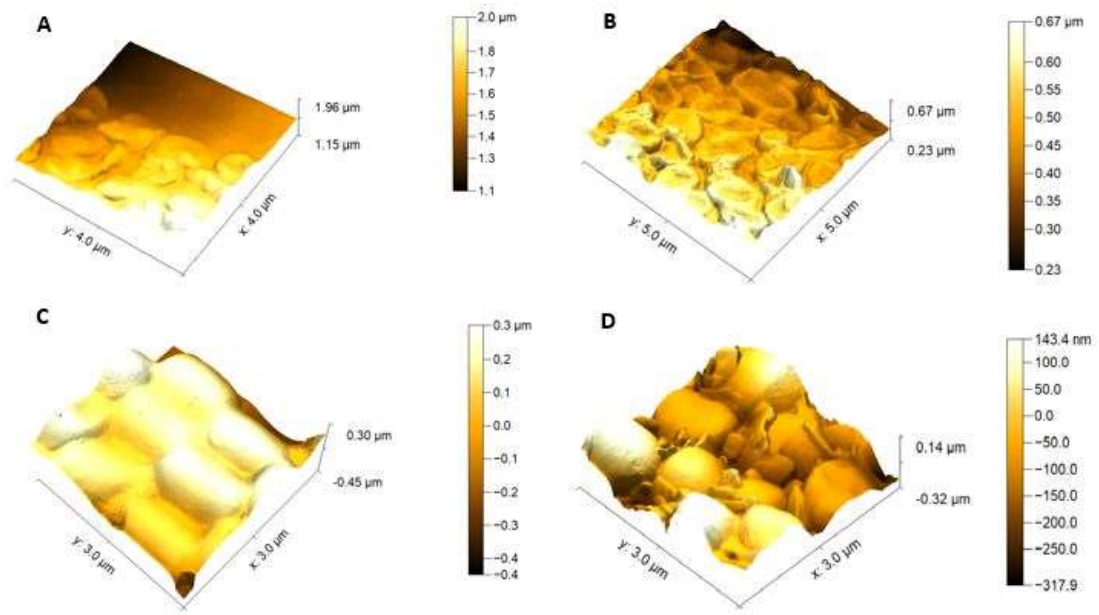 A
2.0 µm
1.8
1.7
1.6
1.5
1.4
1.3
1.1
1.96 µm
1.15 µm
x: 4.0 µm
y: 4.0 µm
B
0.67 µm
0.60
0.55
0.50
0.45
0.40
0.35
0.30
0.23
0.67 µm
0.23 µm
x: 5.0 µm
y: 5.0 µm
C
0.3 µm
0.2
0.1
0.0
−0.1
−0.2
−0.3
−0.4
−0.4
0.30 µm
-0.45 µm
x: 3.0 µm
y: 3.0 µm
D
143.4 nm
100.0
50.0
0.0
−50.0
−100.0
−150.0
−200.0
−250.0
−317.9
0.14 µm
-0.32 µm
x: 3.0 µm
y: 3.0 µm